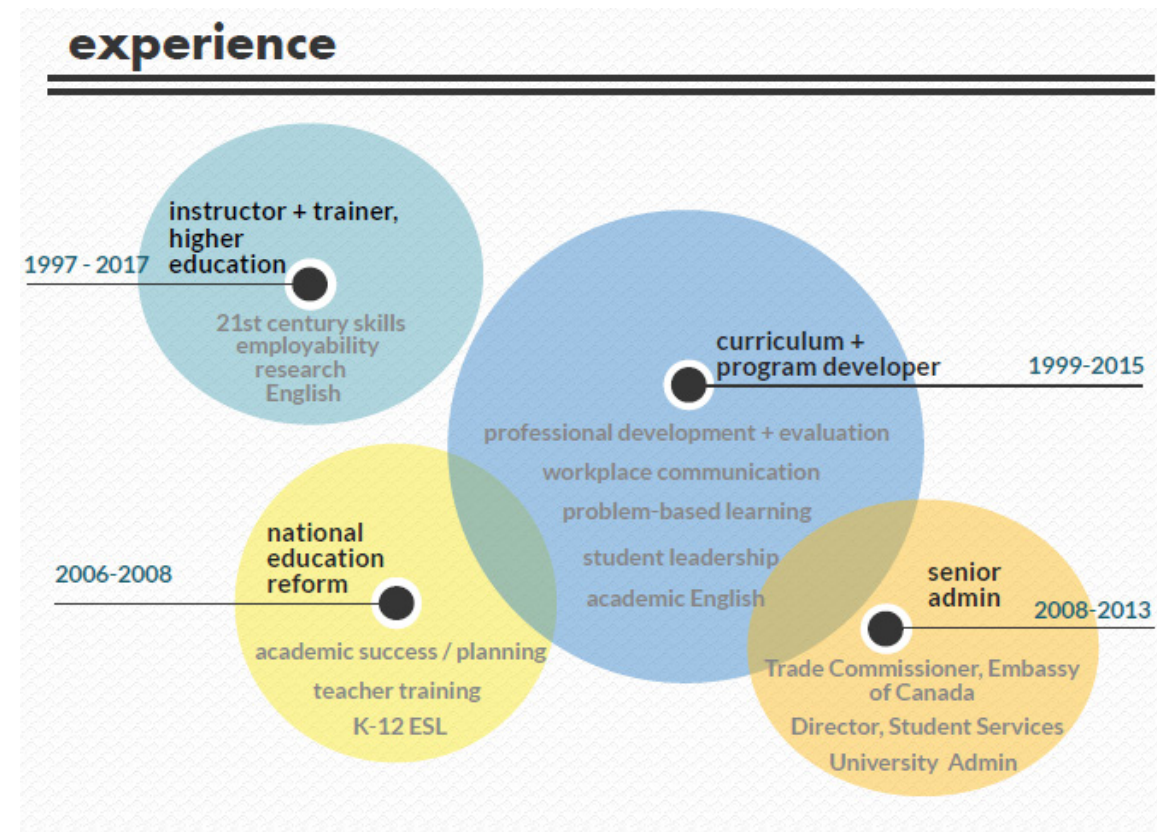 experience
instructor + trainer,
higher
1997 - 2017 education
21st century skills
employability
research
English
curriculum +
program developer 1999-2015
professional development + evaluation
workplace communication
problem-based learning
student leadership
academic English
national
education
2006-2008 reform
academic success / planning
teacher training
K-12 ESL
senior
admin 2008-2013
Trade Commissioner, Embassy
of Canada
Director, Student Services
University Admin